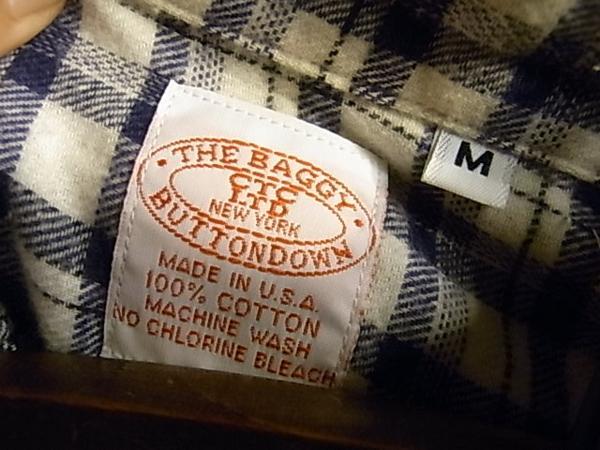 • THE BAGGY •
CTC
LTD
NEW YORK
BUTTONDOWN
MADE IN U.S.A.
100% COTTON
MACHINE WASH
NO CHLORINE BLEACH
M